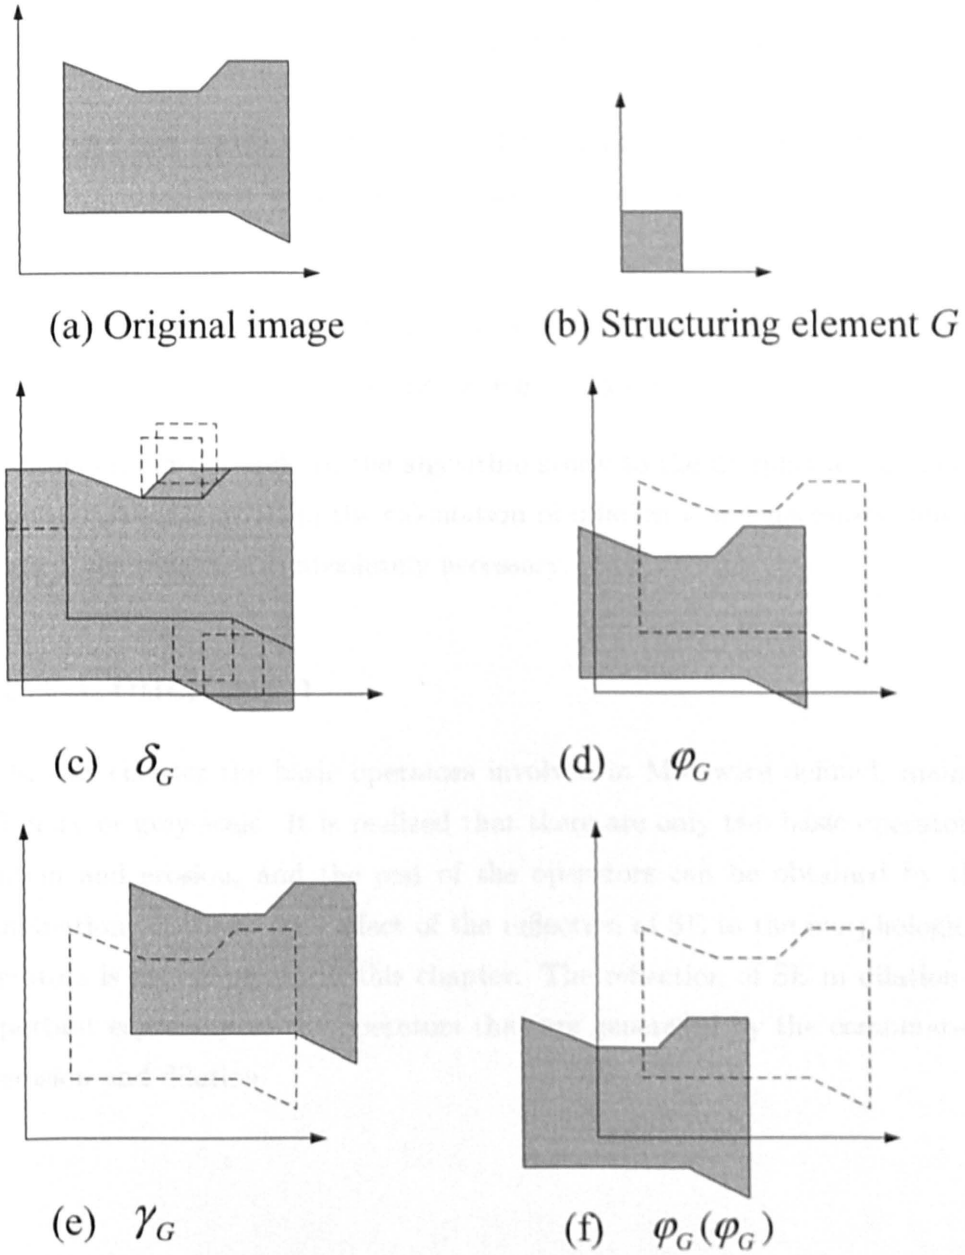 (a) Original image
(b) Structuring element G
(c) δ_G
(d) φ_G
(e) γ_G
(f) φ_G(φ_G)